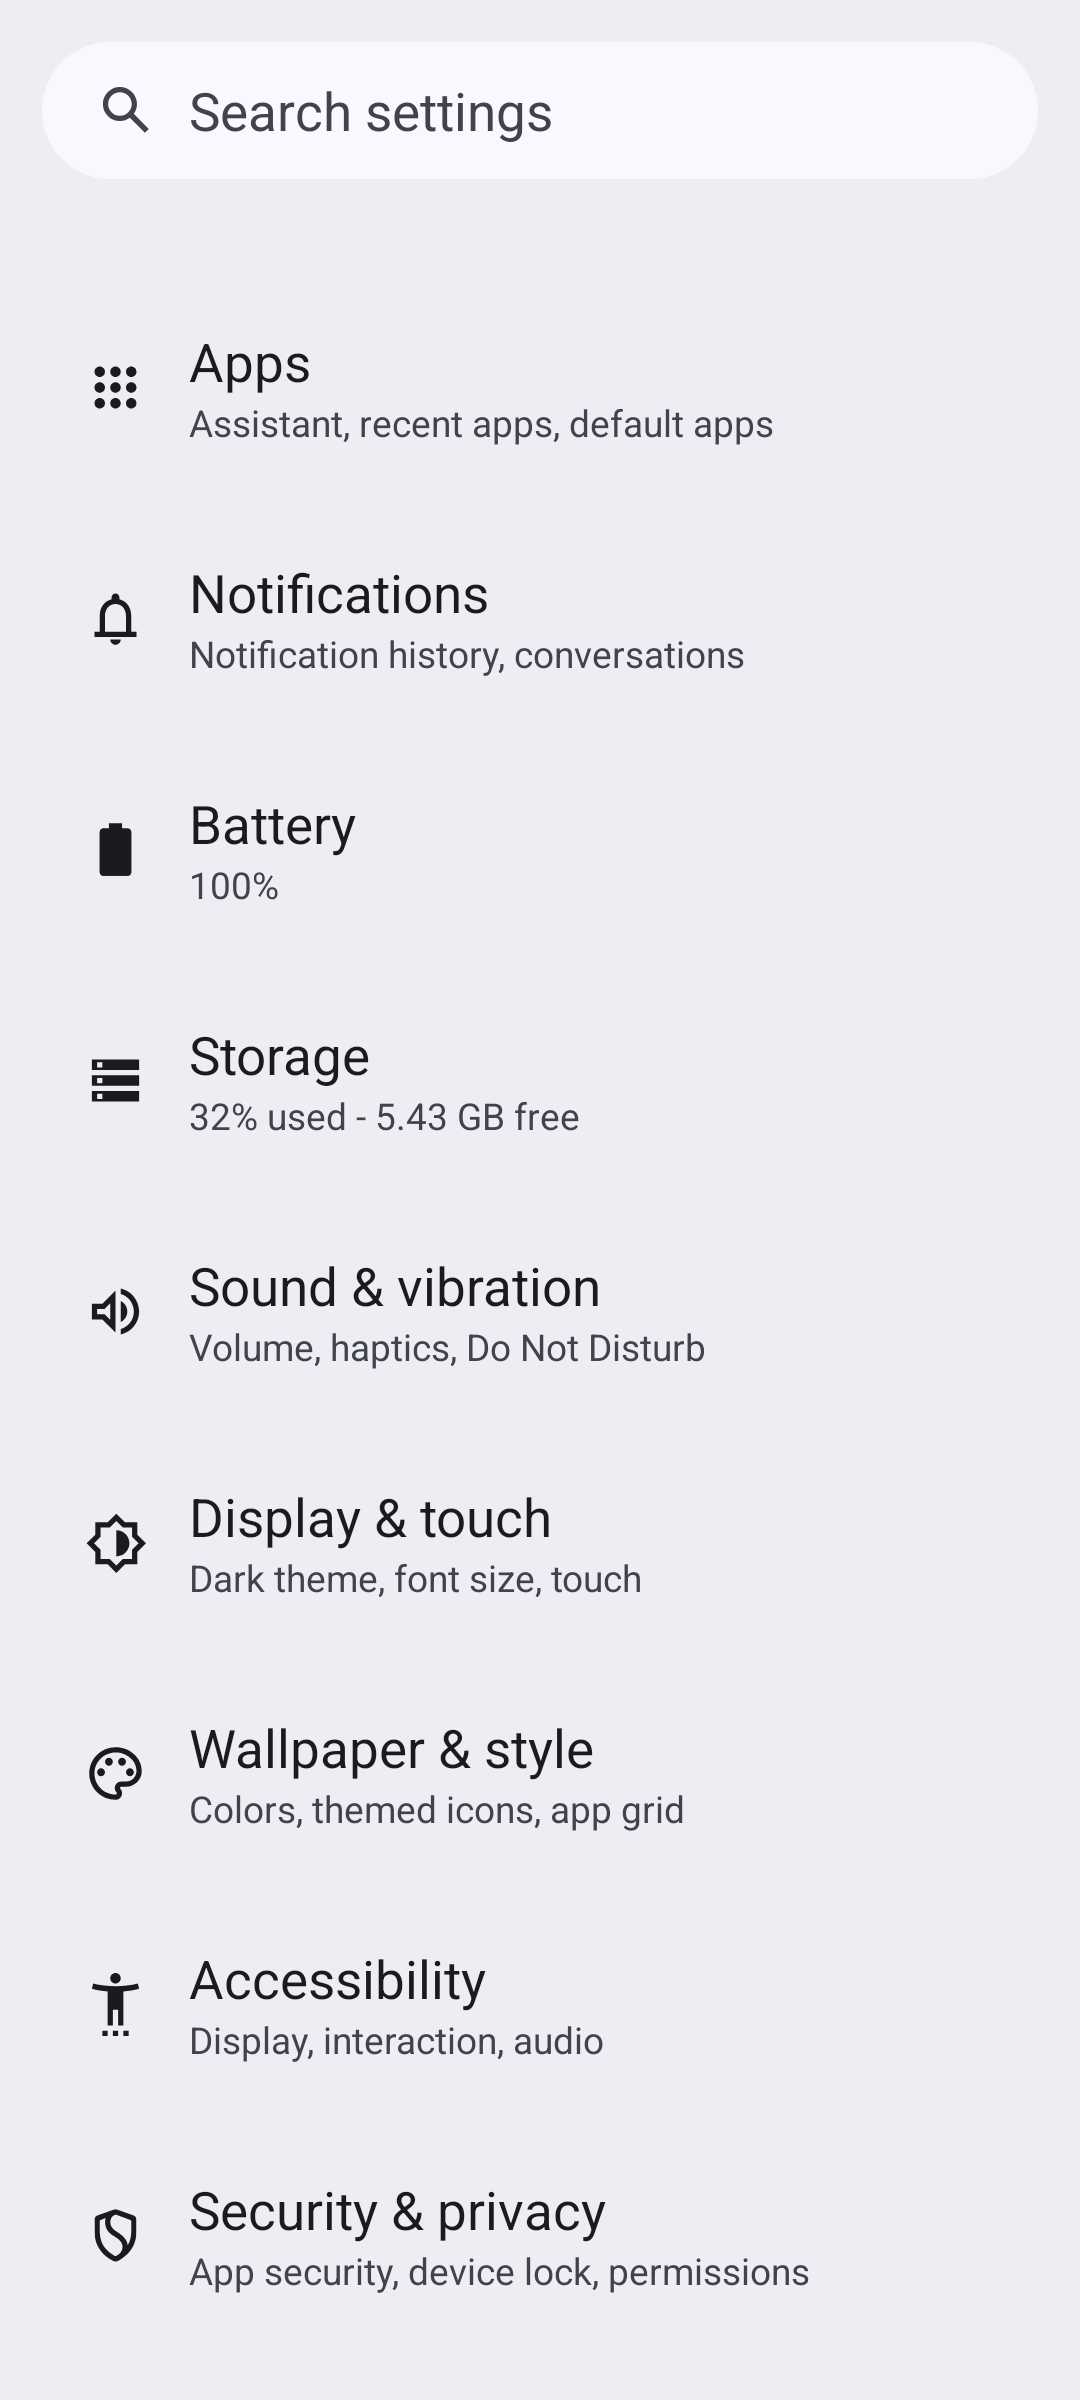 Search settings
Apps
Assistant, recent apps, default apps
Notifications
Notification history, conversations
Battery
100%
Storage
32% used - 5.43 GB free
Sound & vibration
Volume, haptics, Do Not Disturb
Display & touch
Dark theme, font size, touch
Wallpaper & style
Colors, themed icons, app grid
Accessibility
Display, interaction, audio
Security & privacy
App security, device lock, permissions